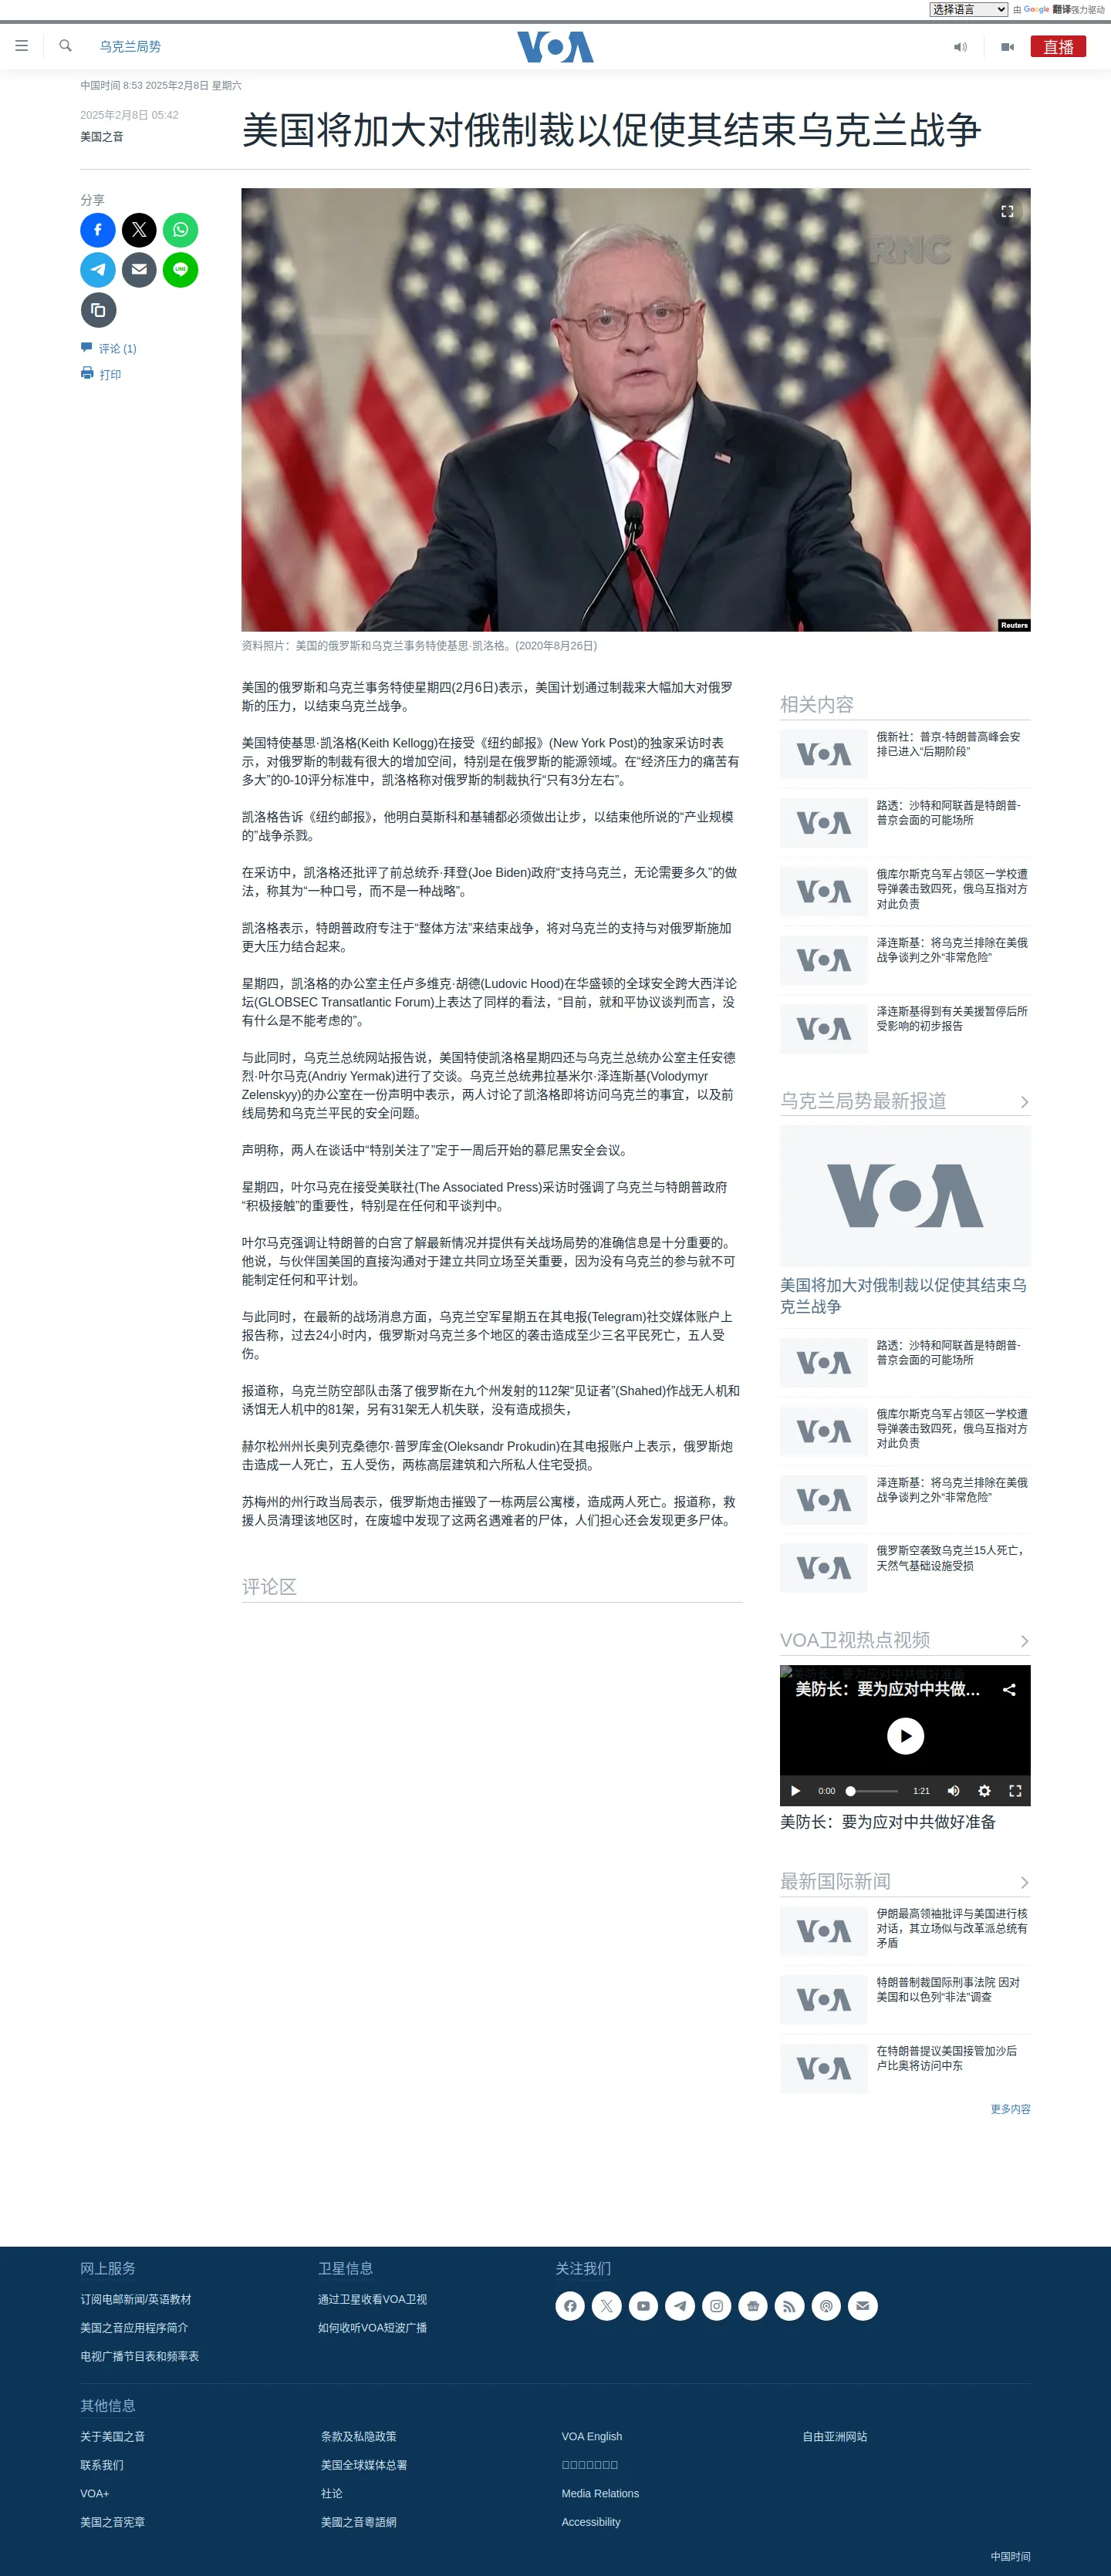 选择语言 由 Google 翻译强力驱动
乌克兰局势
VOA
直播
中国时间 8:53 2025年2月8日 星期六
2025年2月8日 05:42
美国之音
美国将加大对俄制裁以促使其结束乌克兰战争
分享
评论 (1)
打印
RNC
Reuters
资料照片：美国的俄罗斯和乌克兰事务特使基思·凯洛格。(2020年8月26日)
美国的俄罗斯和乌克兰事务特使星期四(2月6日)表示，美国计划通过制裁来大幅加大对俄罗
斯的压力，以结束乌克兰战争。
美国特使基思·凯洛格(Keith Kellogg)在接受《纽约邮报》(New York Post)的独家采访时表
示，对俄罗斯的制裁有很大的增加空间，特别是在俄罗斯的能源领域。在“经济压力的痛苦有
多大”的0-10评分标准中，凯洛格称对俄罗斯的制裁执行“只有3分左右”。
凯洛格告诉《纽约邮报》，他明白莫斯科和基辅都必须做出让步，以结束他所说的“产业规模
的”战争杀戮。
在采访中，凯洛格还批评了前总统乔·拜登(Joe Biden)政府“支持乌克兰，无论需要多久”的做
法，称其为“一种口号，而不是一种战略”。
凯洛格表示，特朗普政府专注于“整体方法”来结束战争，将对乌克兰的支持与对俄罗斯施加
更大压力结合起来。
星期四，凯洛格的办公室主任卢多维克·胡德(Ludovic Hood)在华盛顿的全球安全跨大西洋论
坛(GLOBSEC Transatlantic Forum)上表达了同样的看法，“目前，就和平协议谈判而言，没
有什么是不能考虑的”。
与此同时，乌克兰总统网站报告说，美国特使凯洛格星期四还与乌克兰总统办公室主任安德
烈·叶尔马克(Andriy Yermak)进行了交谈。乌克兰总统弗拉基米尔·泽连斯基(Volodymyr
Zelenskyy)的办公室在一份声明中表示，两人讨论了凯洛格即将访问乌克兰的事宜，以及前
线局势和乌克兰平民的安全问题。
声明称，两人在谈话中“特别关注了”定于一周后开始的慕尼黑安全会议。
星期四，叶尔马克在接受美联社(The Associated Press)采访时强调了乌克兰与特朗普政府
“积极接触”的重要性，特别是在任何和平谈判中。
叶尔马克强调让特朗普的白宫了解最新情况并提供有关战场局势的准确信息是十分重要的。
他说，与伙伴国美国的直接沟通对于建立共同立场至关重要，因为没有乌克兰的参与就不可
能制定任何和平计划。
与此同时，在最新的战场消息方面，乌克兰空军星期五在其电报(Telegram)社交媒体账户上
报告称，过去24小时内，俄罗斯对乌克兰多个地区的袭击造成至少三名平民死亡，五人受
伤。
报道称，乌克兰防空部队击落了俄罗斯在九个州发射的112架“见证者”(Shahed)作战无人机和
诱饵无人机中的81架，另有31架无人机失联，没有造成损失，
赫尔松州州长奥列克桑德尔·普罗库金(Oleksandr Prokudin)在其电报账户上表示，俄罗斯炮
击造成一人死亡，五人受伤，两栋高层建筑和六所私人住宅受损。
苏梅州的州行政当局表示，俄罗斯炮击摧毁了一栋两层公寓楼，造成两人死亡。报道称，救
援人员清理该地区时，在废墟中发现了这两名遇难者的尸体，人们担心还会发现更多尸体。
评论区
相关内容
VOA
俄新社：普京-特朗普高峰会安
排已进入“后期阶段”
VOA
路透：沙特和阿联酋是特朗普-
普京会面的可能场所
VOA
俄库尔斯克乌军占领区一学校遭
导弹袭击致四死，俄乌互指对方
对此负责
VOA
泽连斯基：将乌克兰排除在美俄
战争谈判之外“非常危险”
VOA
泽连斯基得到有关美援暂停后所
受影响的初步报告
乌克兰局势最新报道
VOA
美国将加大对俄制裁以促使其结束乌
克兰战争
VOA
路透：沙特和阿联酋是特朗普-
普京会面的可能场所
VOA
俄库尔斯克乌军占领区一学校遭
导弹袭击致四死，俄乌互指对方
对此负责
VOA
泽连斯基：将乌克兰排除在美俄
战争谈判之外“非常危险”
VOA
俄罗斯空袭致乌克兰15人死亡，
天然气基础设施受损
VOA卫视热点视频
美防长：要为应对中共做好准备
美防长：要为应对中共做...
0:00 1:21
美防长：要为应对中共做好准备
最新国际新闻
VOA
伊朗最高领袖批评与美国进行核
对话，其立场似与改革派总统有
矛盾
VOA
特朗普制裁国际刑事法院 因对
美国和以色列“非法”调查
VOA
在特朗普提议美国接管加沙后
卢比奥将访问中东
更多内容
网上服务 卫星信息 关注我们
订阅电邮新闻/英语教材 通过卫星收看VOA卫视
美国之音应用程序简介 如何收听VOA短波广播
电视广播节目表和频率表
其他信息
关于美国之音 条款及私隐政策 VOA English 自由亚洲网站
联系我们 美国全球媒体总署
VOA+ 社论 Media Relations
美国之音宪章 美國之音粵語網 Accessibility
中国时间